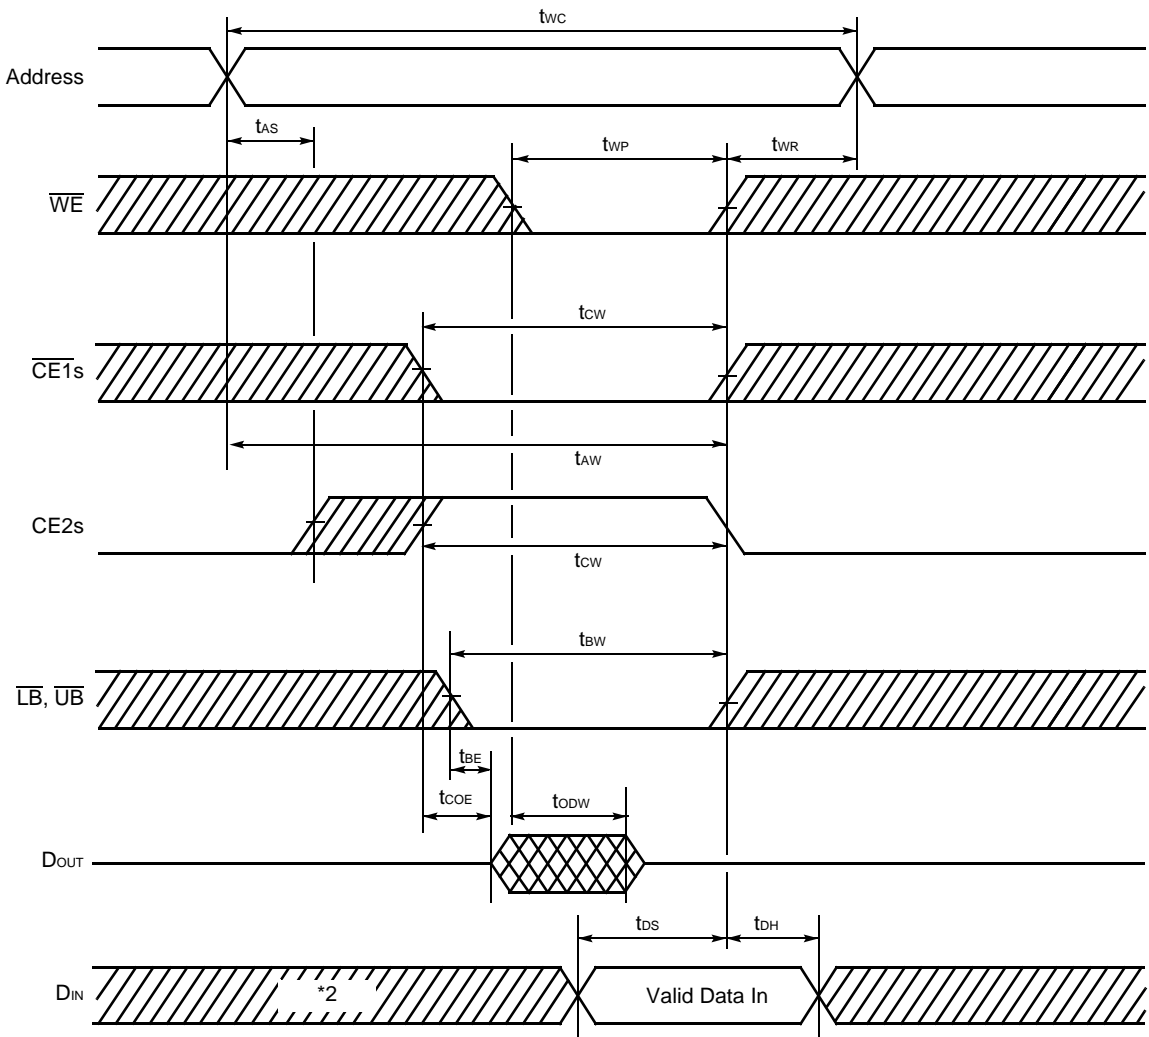 tWC
Address
tAS
tWP
tWR
WE
tCW
CE1s
tAW
CE2s
tCW
tBW
LB, UB
tBE
tCOE
tODW
DOUT
tDS
tDH
DIN
*2
Valid Data In